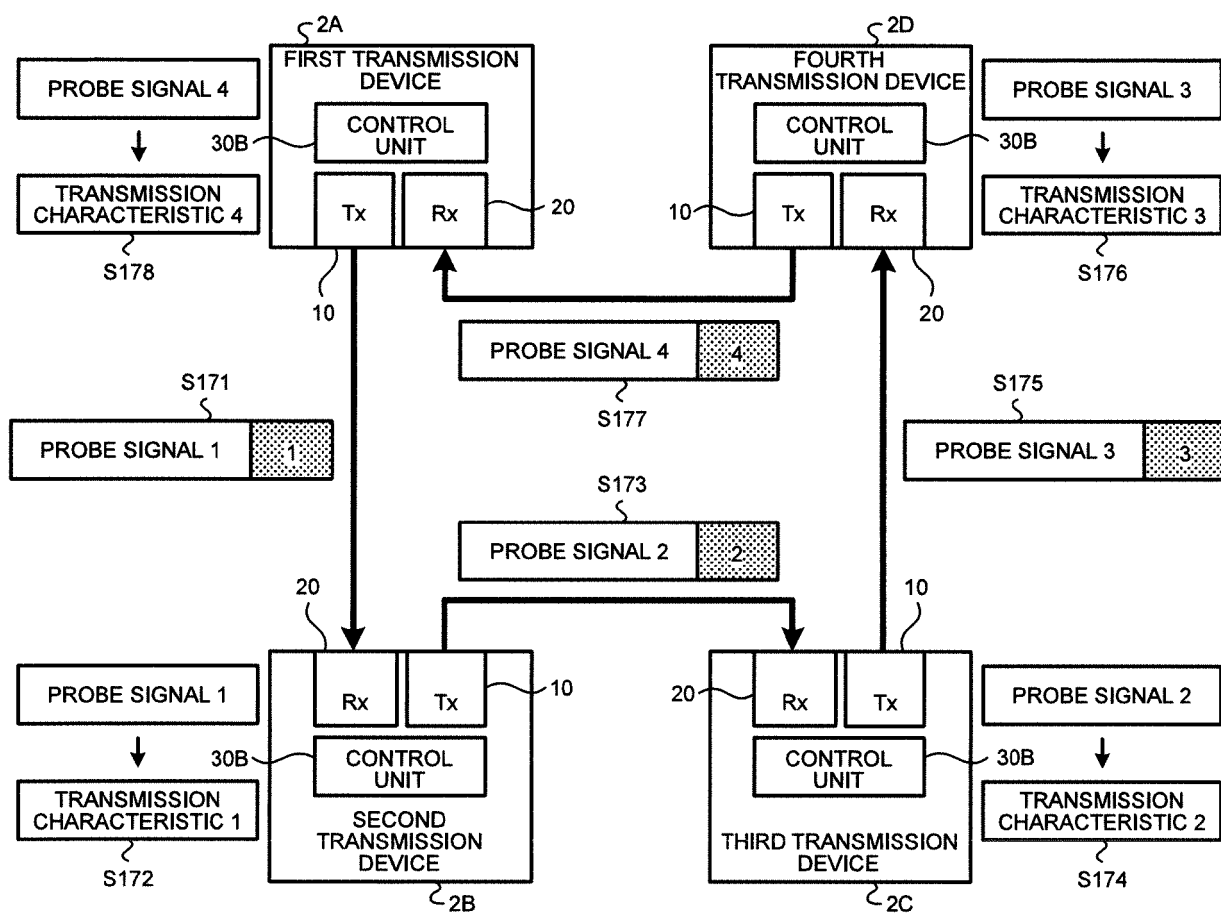 2A
2D
PROBE SIGNAL 4
FIRST TRANSMISSION
DEVICE
FOURTH
TRANSMISSION DEVICE
PROBE SIGNAL 3
30B
CONTROL
UNIT
CONTROL
UNIT
30B
TRANSMISSION
CHARACTERISTIC 4
Tx
Rx
20
10
Tx
Rx
TRANSMISSION
CHARACTERISTIC 3
S178
10
20
S176
PROBE SIGNAL 4
4
S177
S171
PROBE SIGNAL 1
1
S175
PROBE SIGNAL 3
3
S173
PROBE SIGNAL 2
2
20
10
PROBE SIGNAL 1
Rx
Tx
10
20
Rx
Tx
PROBE SIGNAL 2
30B
CONTROL
UNIT
CONTROL
UNIT
30B
TRANSMISSION
CHARACTERISTIC 1
SECOND
TRANSMISSION
DEVICE
THIRD TRANSMISSION
DEVICE
TRANSMISSION
CHARACTERISTIC 2
S172
2B
2C
S174